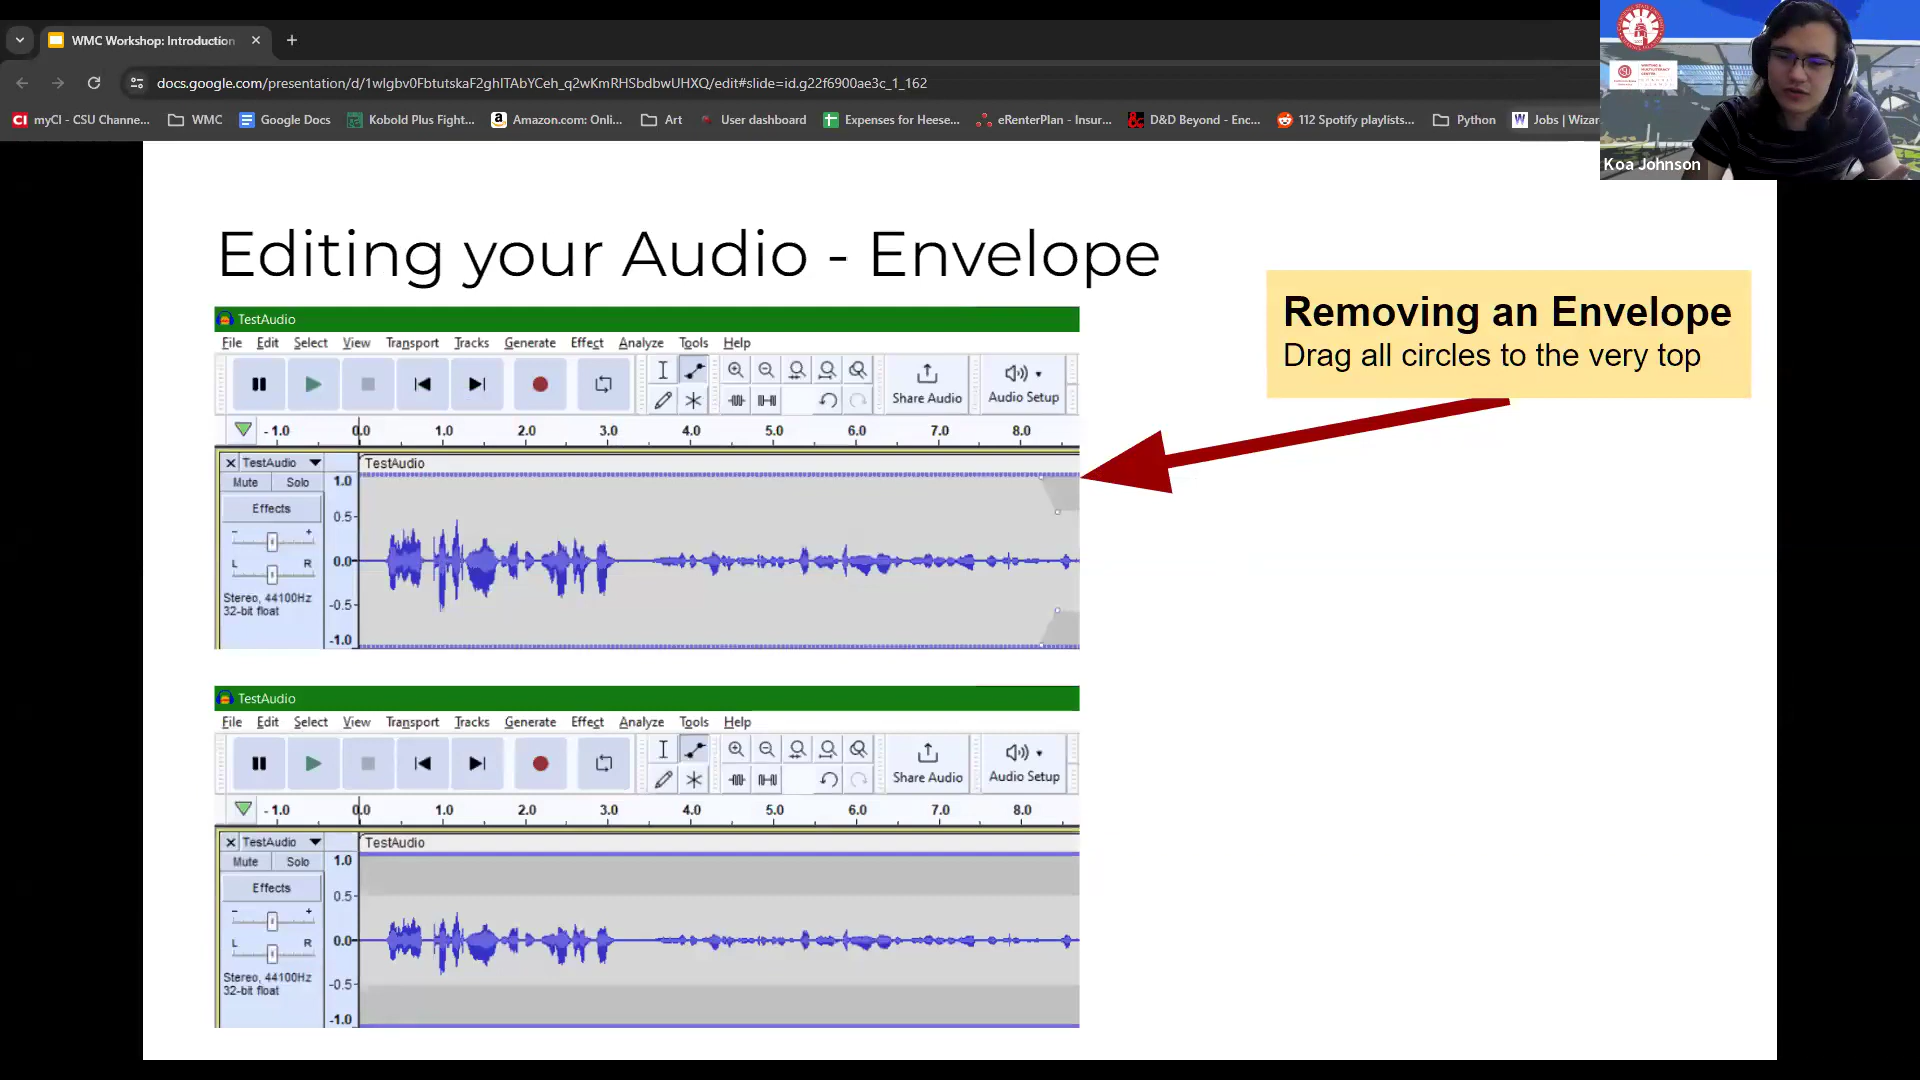 WMC Workshop: Introduction
docs.google.com/presentation/d/1wlgbv0FbtutskaF2ghlTAbYCeh_q2wKmRHSbdbwUHXQ/edit#slide=id.g22f6900ae3c_1_162
myCI - CSU Channe... WMC Google Docs Kobold Plus Fight... Amazon.com: Onli... Art User dashboard Expenses for Heese... eRenterPlan - Insur... D&D Beyond - Enc... 112 Spotify playlists... Python Jobs | Wizar
Koa Johnson
Editing your Audio - Envelope
Removing an Envelope
Drag all circles to the very top
TestAudio
File Edit Select View Transport Tracks Generate Effect Analyze Tools Help
Share Audio Audio Setup
-1.0 0.0 1.0 2.0 3.0 4.0 5.0 6.0 7.0 8.0
TestAudio TestAudio
Mute Solo 1.0
Effects 0.5
- +
L R 0.0
Stereo, 44100Hz
32-bit float -0.5
-1.0
TestAudio
File Edit Select View Transport Tracks Generate Effect Analyze Tools Help
Share Audio Audio Setup
-1.0 0.0 1.0 2.0 3.0 4.0 5.0 6.0 7.0 8.0
TestAudio TestAudio
Mute Solo 1.0
Effects 0.5
- +
L R 0.0
Stereo, 44100Hz
32-bit float -0.5
-1.0